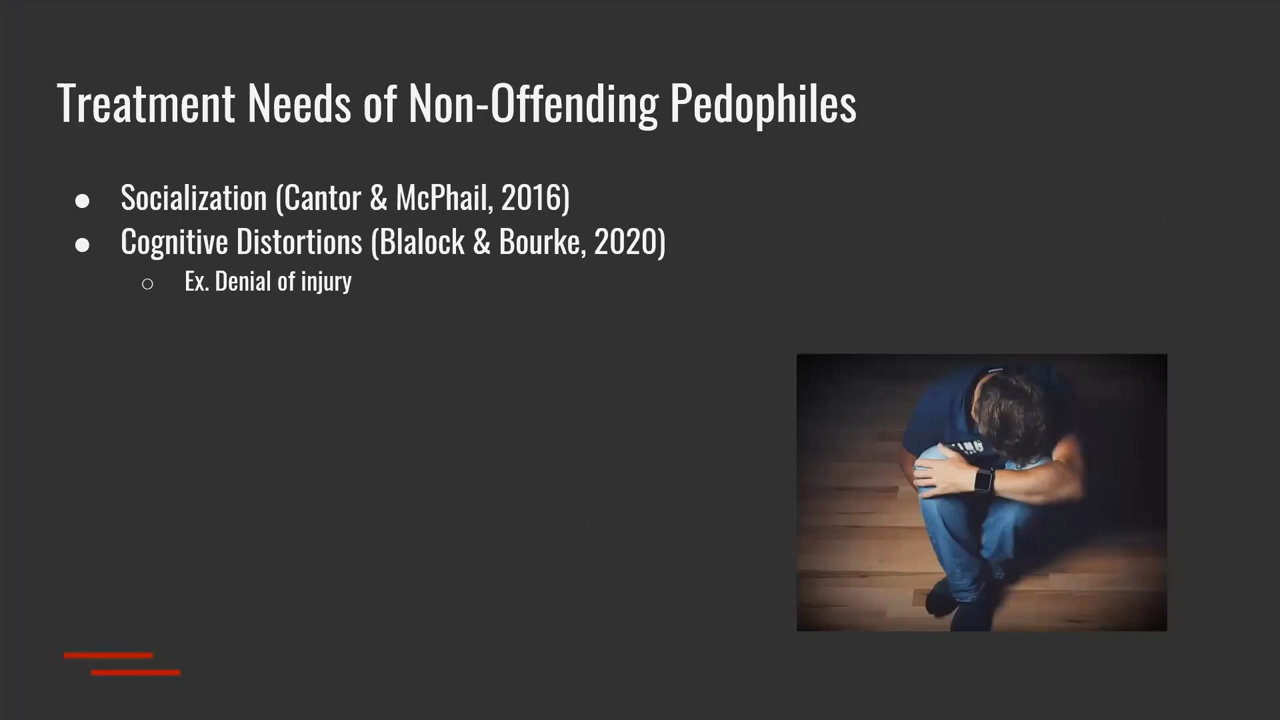 Treatment Needs of Non-Offending Pedophiles
● Socialization (Cantor & McPhail, 2016)
● Cognitive Distortions (Blalock & Bourke, 2020)
○ Ex. Denial of injury